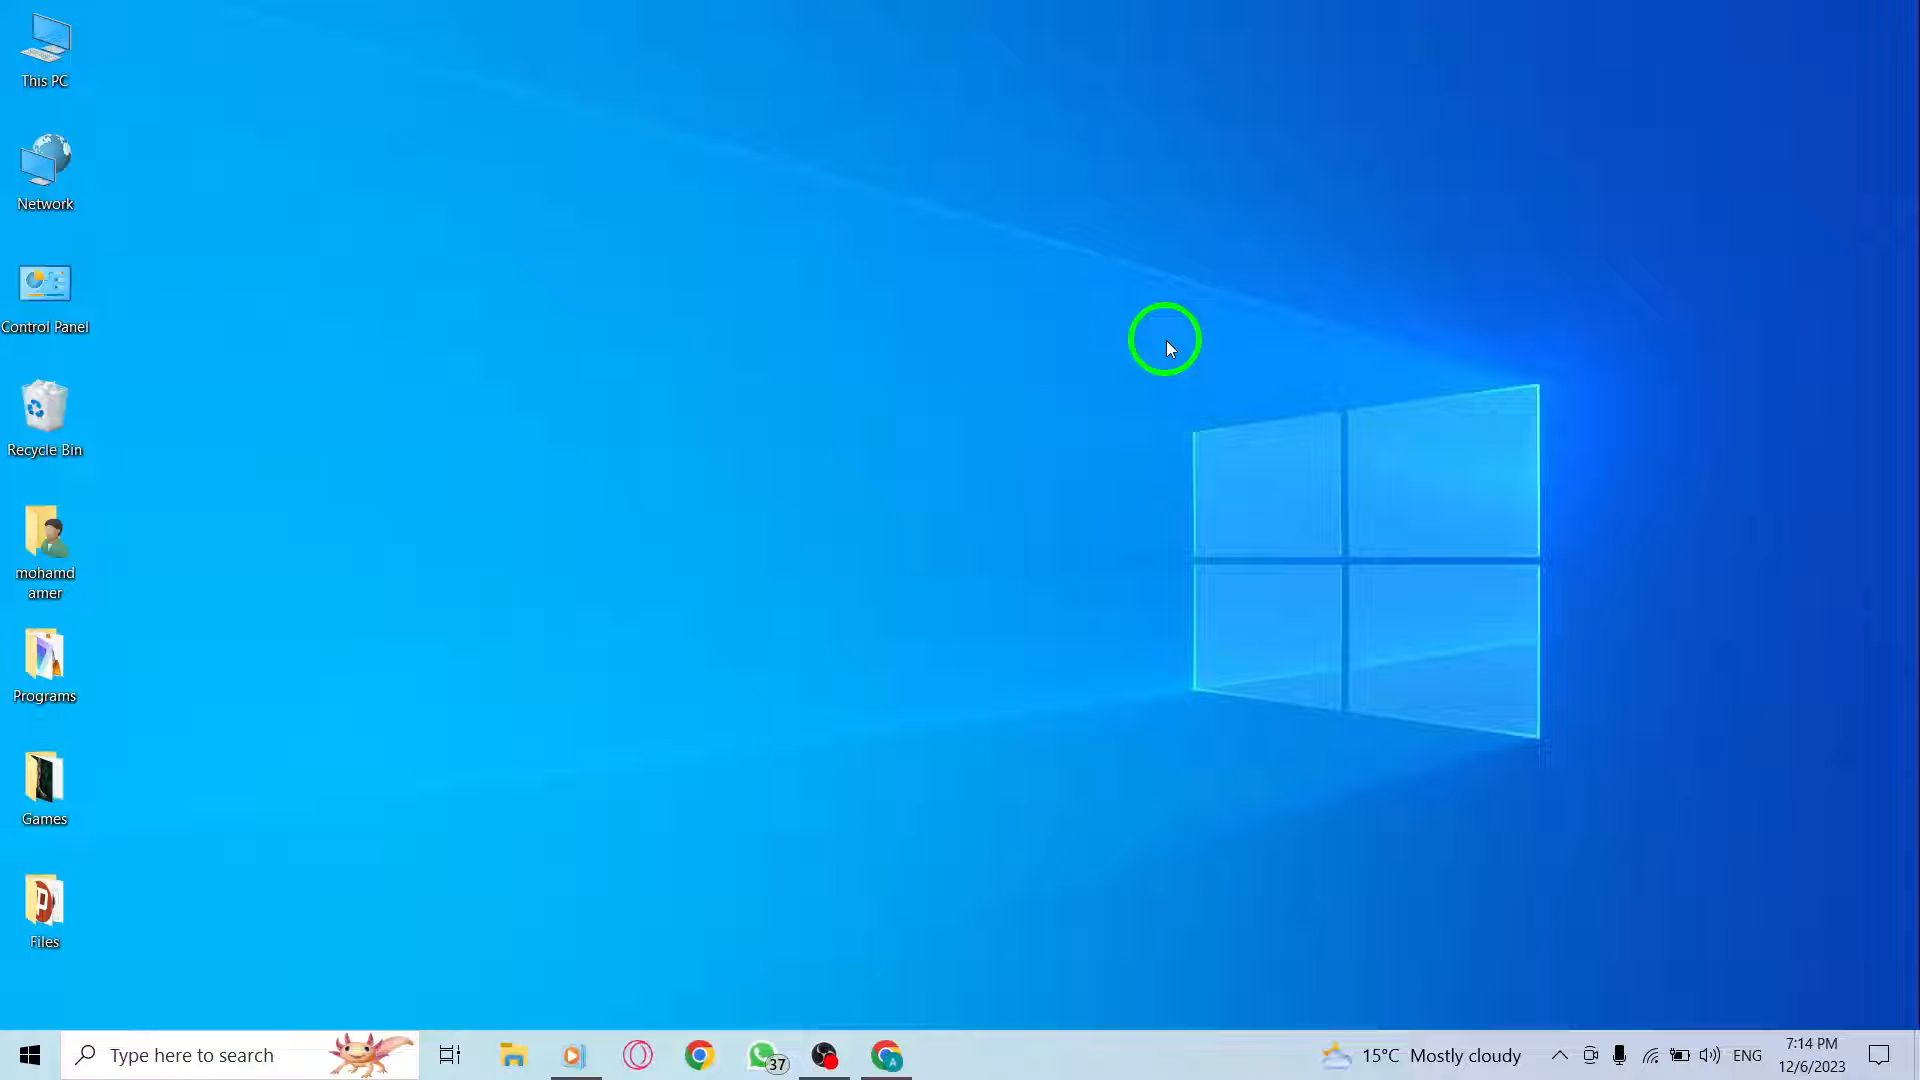 This PC
Network
Control Panel
Recycle Bin
mohamd
amer
Programs
Games
Files
Type here to search
37
A
15°C Mostly cloudy
ENG
7:14 PM
12/6/2023